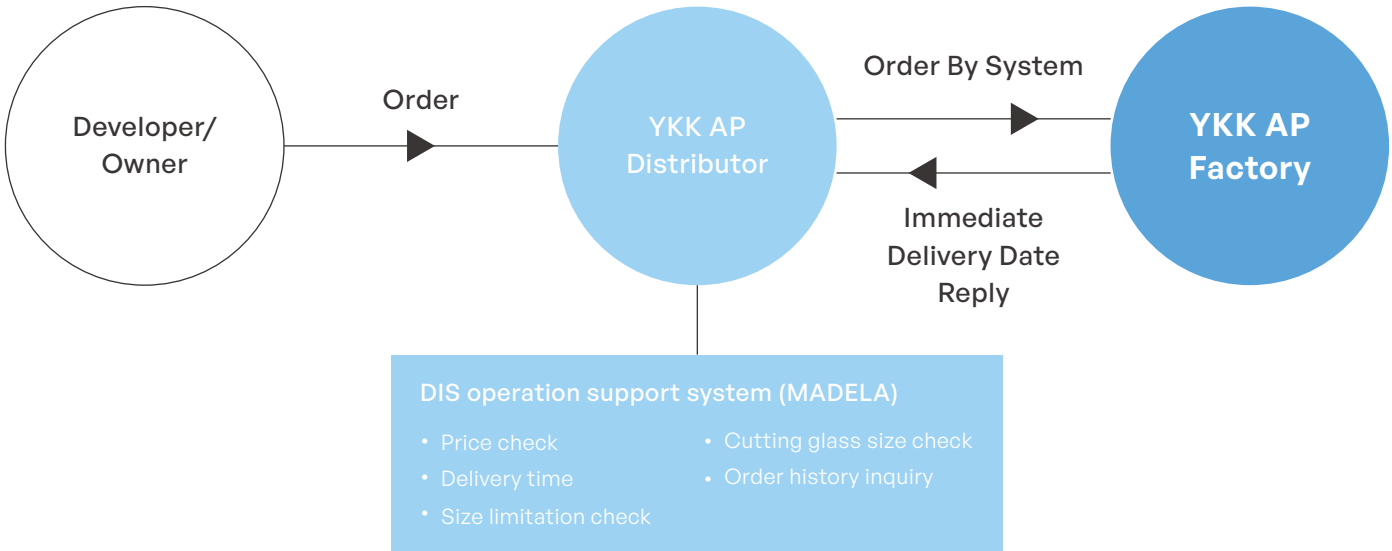 Developer/
Owner
Order
YKK AP
Distributor
Order By System
Immediate
Delivery Date
Reply
YKK AP
Factory
DIS operation support system (MADELA)
• Price check
• Delivery time
• Size limitation check
• Cutting glass size check
• Order history inquiry